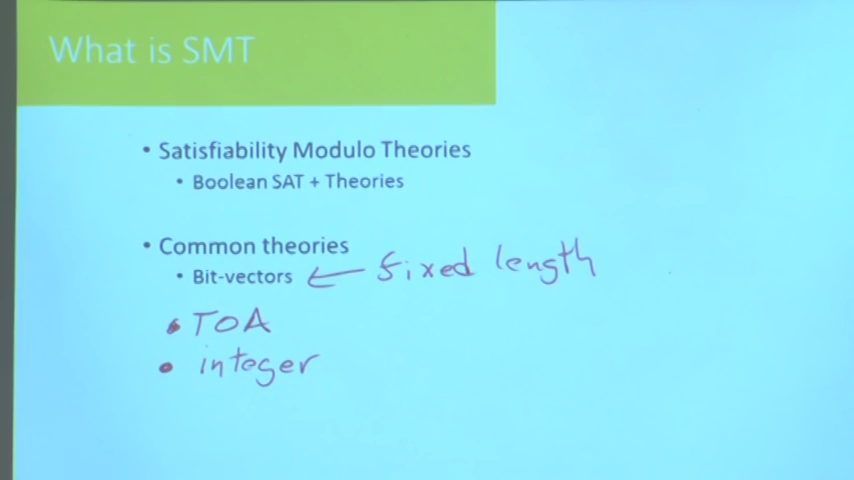 What is SMT
• Satisfiability Modulo Theories
• Boolean SAT + Theories
• Common theories
• Bit-vectors ← fixed length
• TOA
• integer